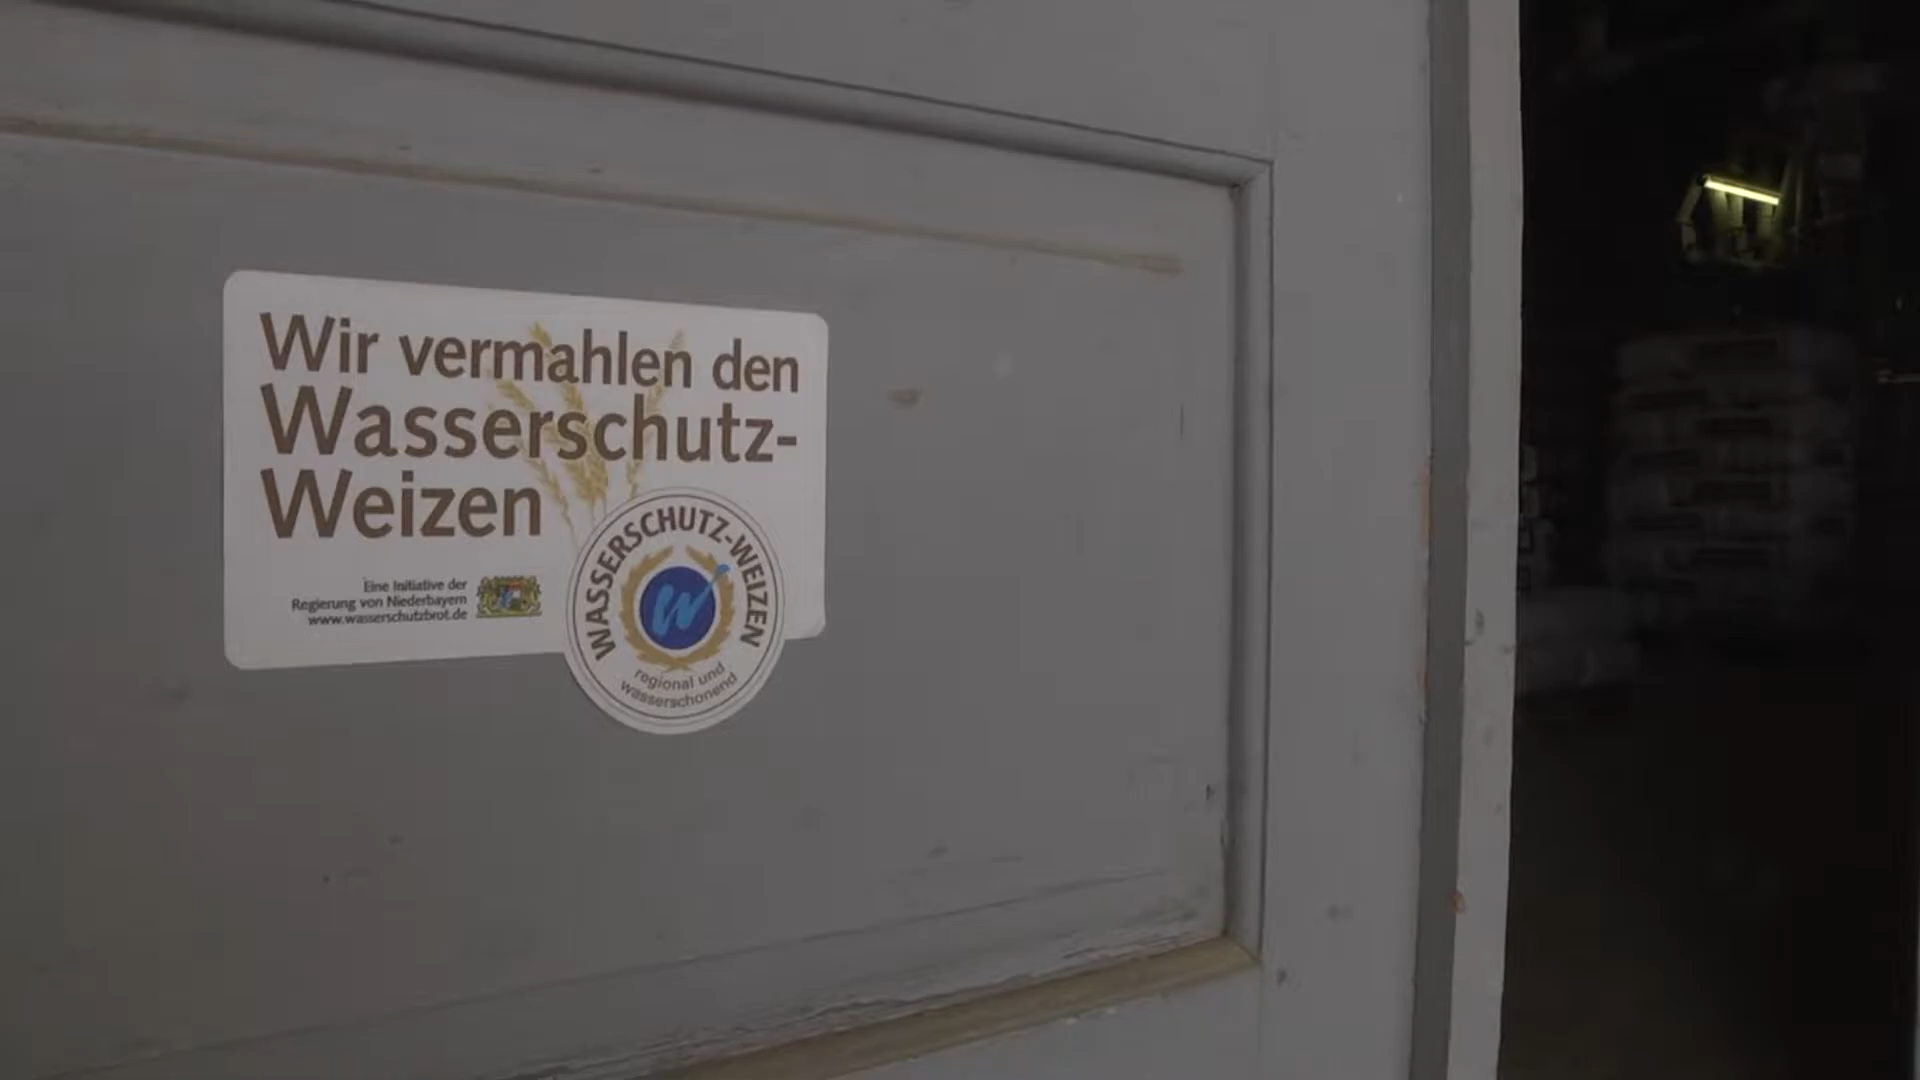 Wir vermahlen den
Wasserschutz-
Weizen
Eine Initiative der
Regierung von Niederbayern
www.wasserschutzbrot.de
WASSERSCHUTZ-WEIZEN
W
regional und
wasserschonend